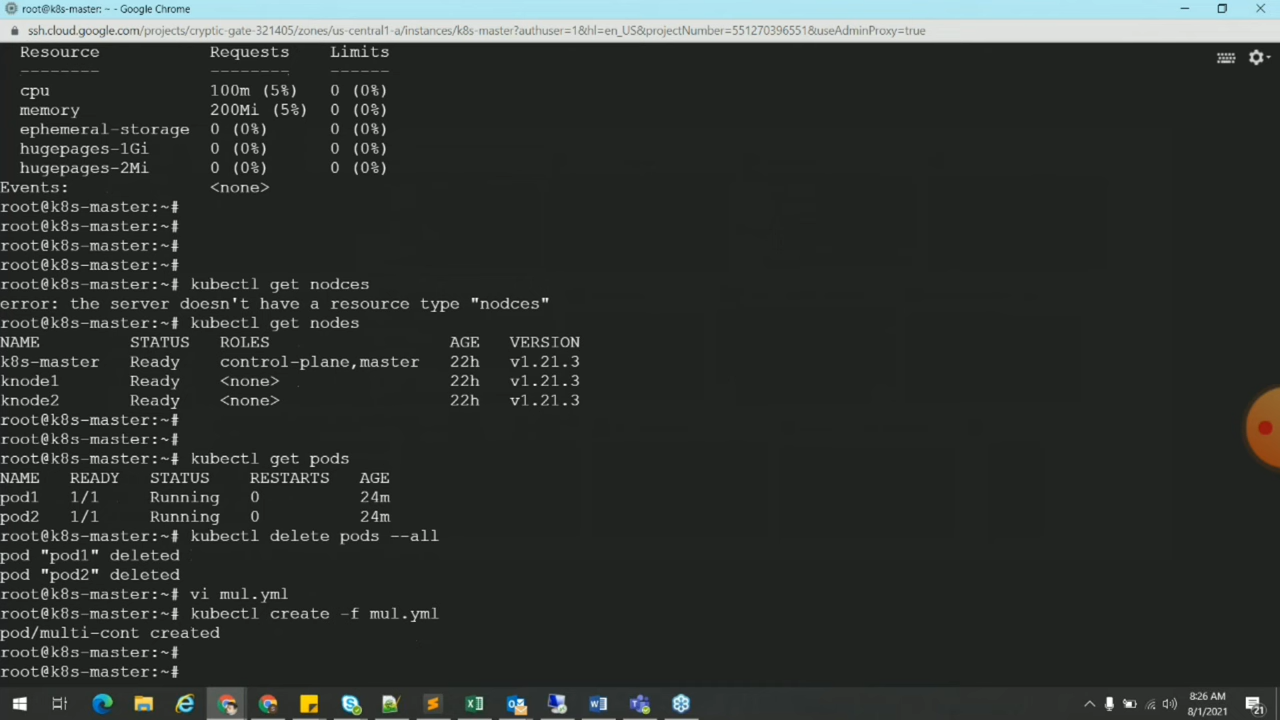 root@k8s-master: ~ - Google Chrome
ssh.cloud.google.com/projects/cryptic-gate-321405/zones/us-central1-a/instances/k8s-master?authuser=1&hl=en_US&projectNumber=551270396551&useAdminProxy=true
Resource Requests Limits
-------- -------- ------
cpu 100m (5%) 0 (0%)
memory 200Mi (5%) 0 (0%)
ephemeral-storage 0 (0%) 0 (0%)
hugepages-1Gi 0 (0%) 0 (0%)
hugepages-2Mi 0 (0%) 0 (0%)
Events: <none>
root@k8s-master:~#
root@k8s-master:~#
root@k8s-master:~#
root@k8s-master:~#
root@k8s-master:~# kubectl get nodces
error: the server doesn't have a resource type "nodces"
root@k8s-master:~# kubectl get nodes
NAME STATUS ROLES AGE VERSION
k8s-master Ready control-plane,master 22h v1.21.3
knode1 Ready <none> 22h v1.21.3
knode2 Ready <none> 22h v1.21.3
root@k8s-master:~#
root@k8s-master:~#
root@k8s-master:~# kubectl get pods
NAME READY STATUS RESTARTS AGE
pod1 1/1 Running 0 24m
pod2 1/1 Running 0 24m
root@k8s-master:~# kubectl delete pods --all
pod "pod1" deleted
pod "pod2" deleted
root@k8s-master:~# vi mul.yml
root@k8s-master:~# kubectl create -f mul.yml
pod/multi-cont created
root@k8s-master:~#
root@k8s-master:~#
8:26 AM
8/1/2021
21